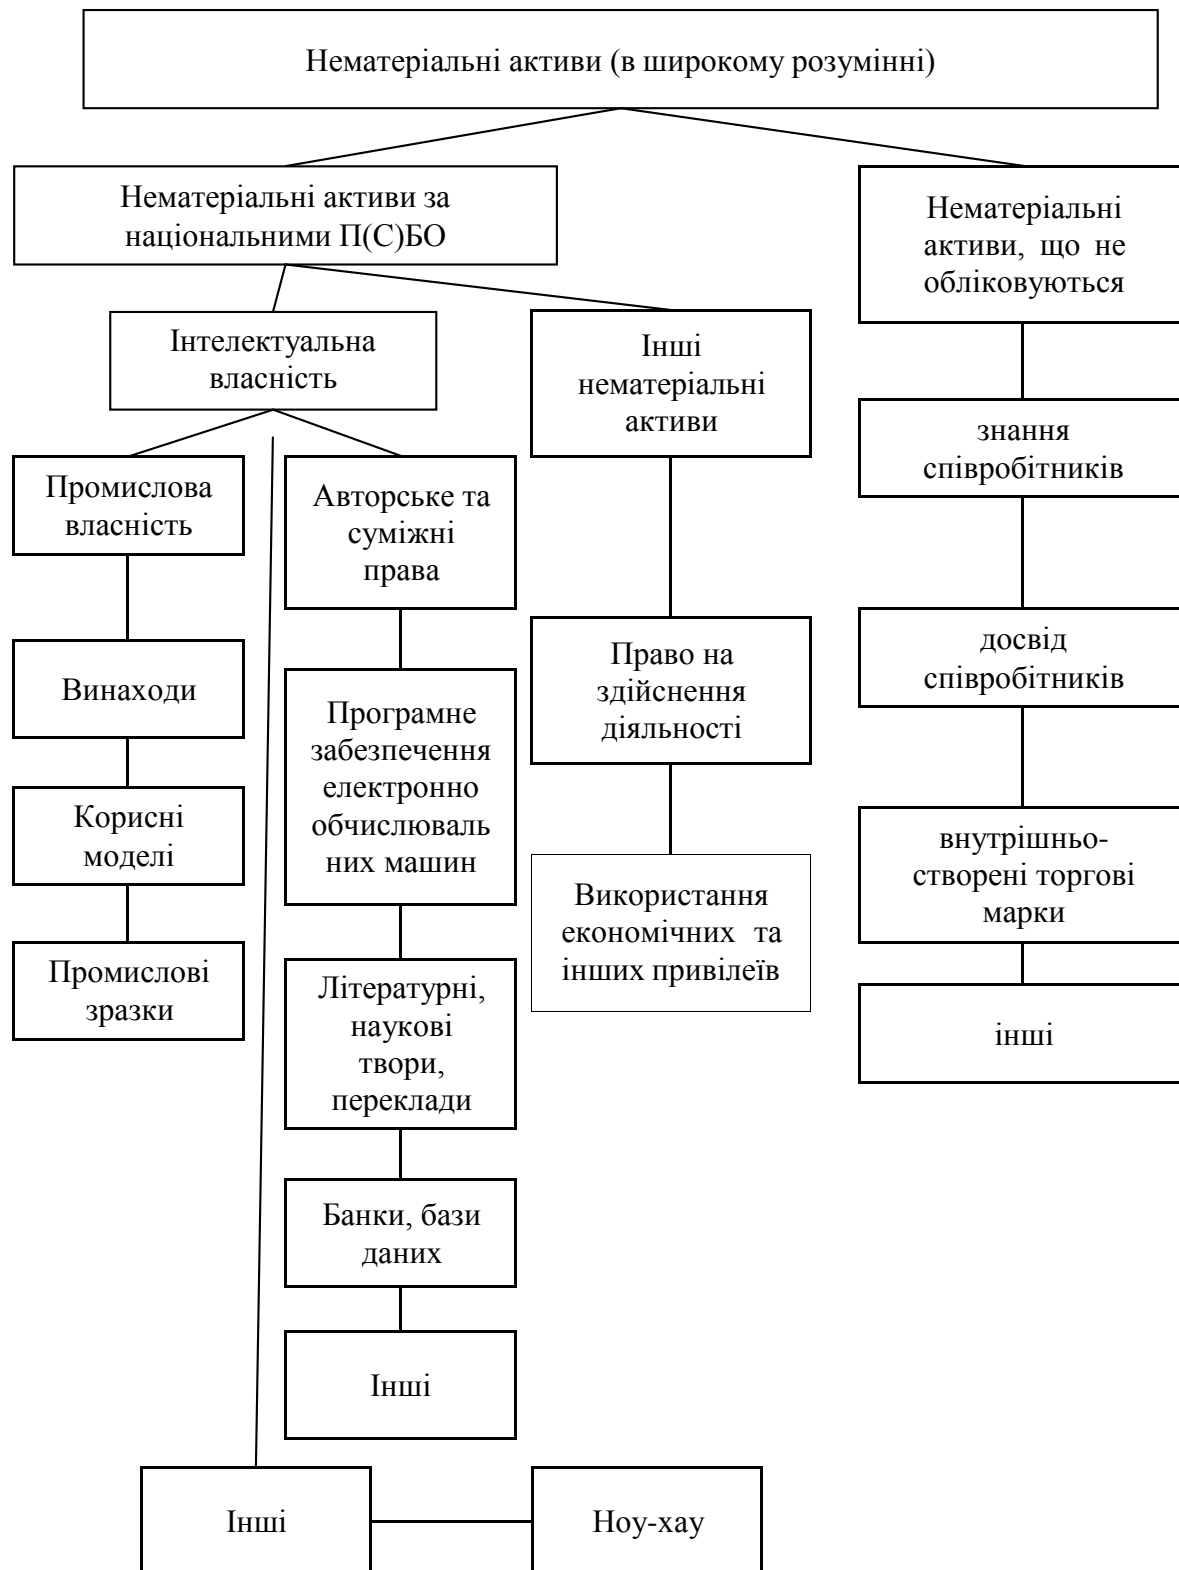 Нематеріальні активи (в широкому розумінні)
Нематеріальні активи за
національними П(С)БО
Нематеріальні
активи, що не
обліковуються
Інтелектуальна
власність
Інші
нематеріальні
активи
знання
співробітників
Промислова
власність
Авторське та
суміжні
права
Право на
здійснення
діяльності
досвід
співробітників
Винаходи
Програмне
забезпечення
електронно
обчислюваль
них машин
Корисні
моделі
внутрішньо-
створені торгові
марки
Використання
економічних та
інших привілеїв
Промислові
зразки
Літературні,
наукові
твори,
переклади
інші
Банки, бази
даних
Інші
Інші
Ноу-хау